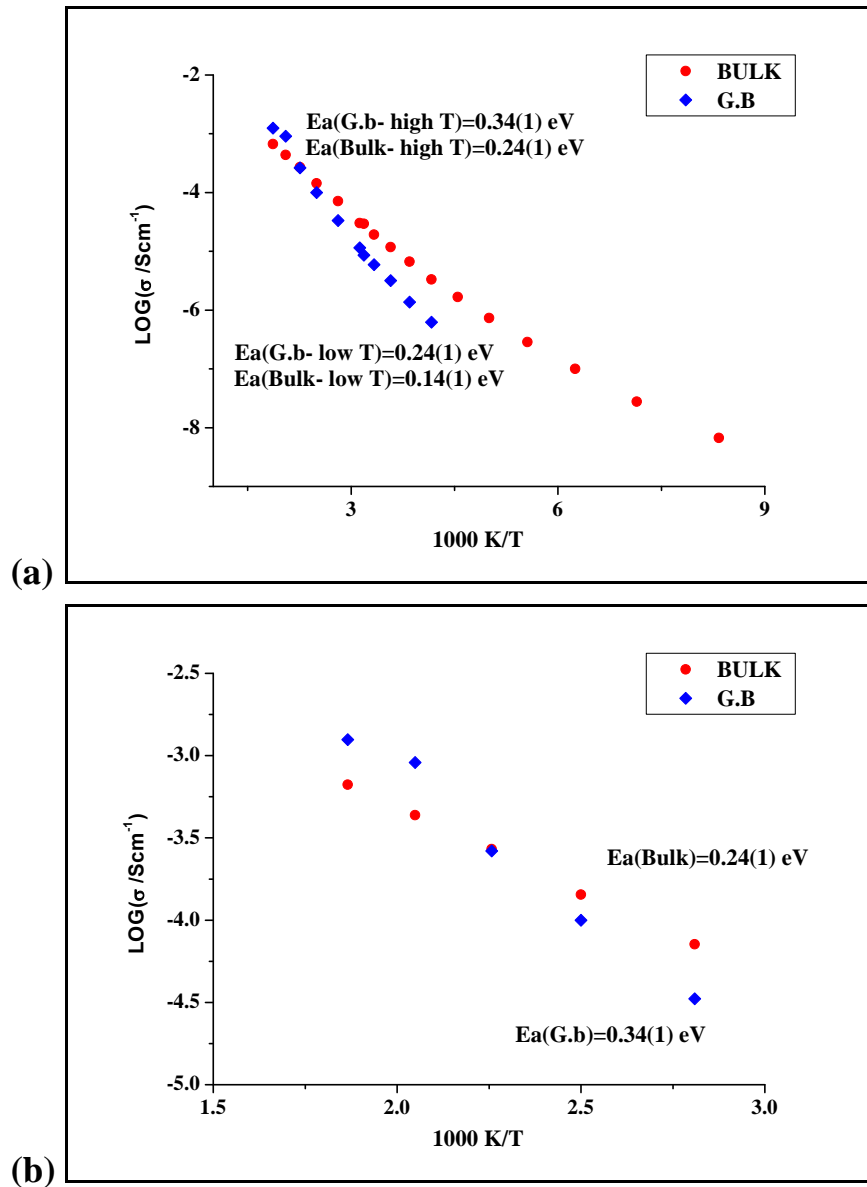 BULK
G.B
Ea(G.b- high T)=0.34(1) eV
Ea(Bulk- high T)=0.24(1) eV
Ea(G.b- low T)=0.24(1) eV
Ea(Bulk- low T)=0.14(1) eV
-2
-4
-6
-8
LOG(σ /Scm⁻¹)
3 6 9
1000 K/T
(a)
BULK
G.B
-2.5
-3.0
-3.5
-4.0
-4.5
-5.0
LOG(σ /Scm⁻¹)
Ea(Bulk)=0.24(1) eV
Ea(G.b)=0.34(1) eV
1.5 2.0 2.5 3.0
1000 K/T
(b)